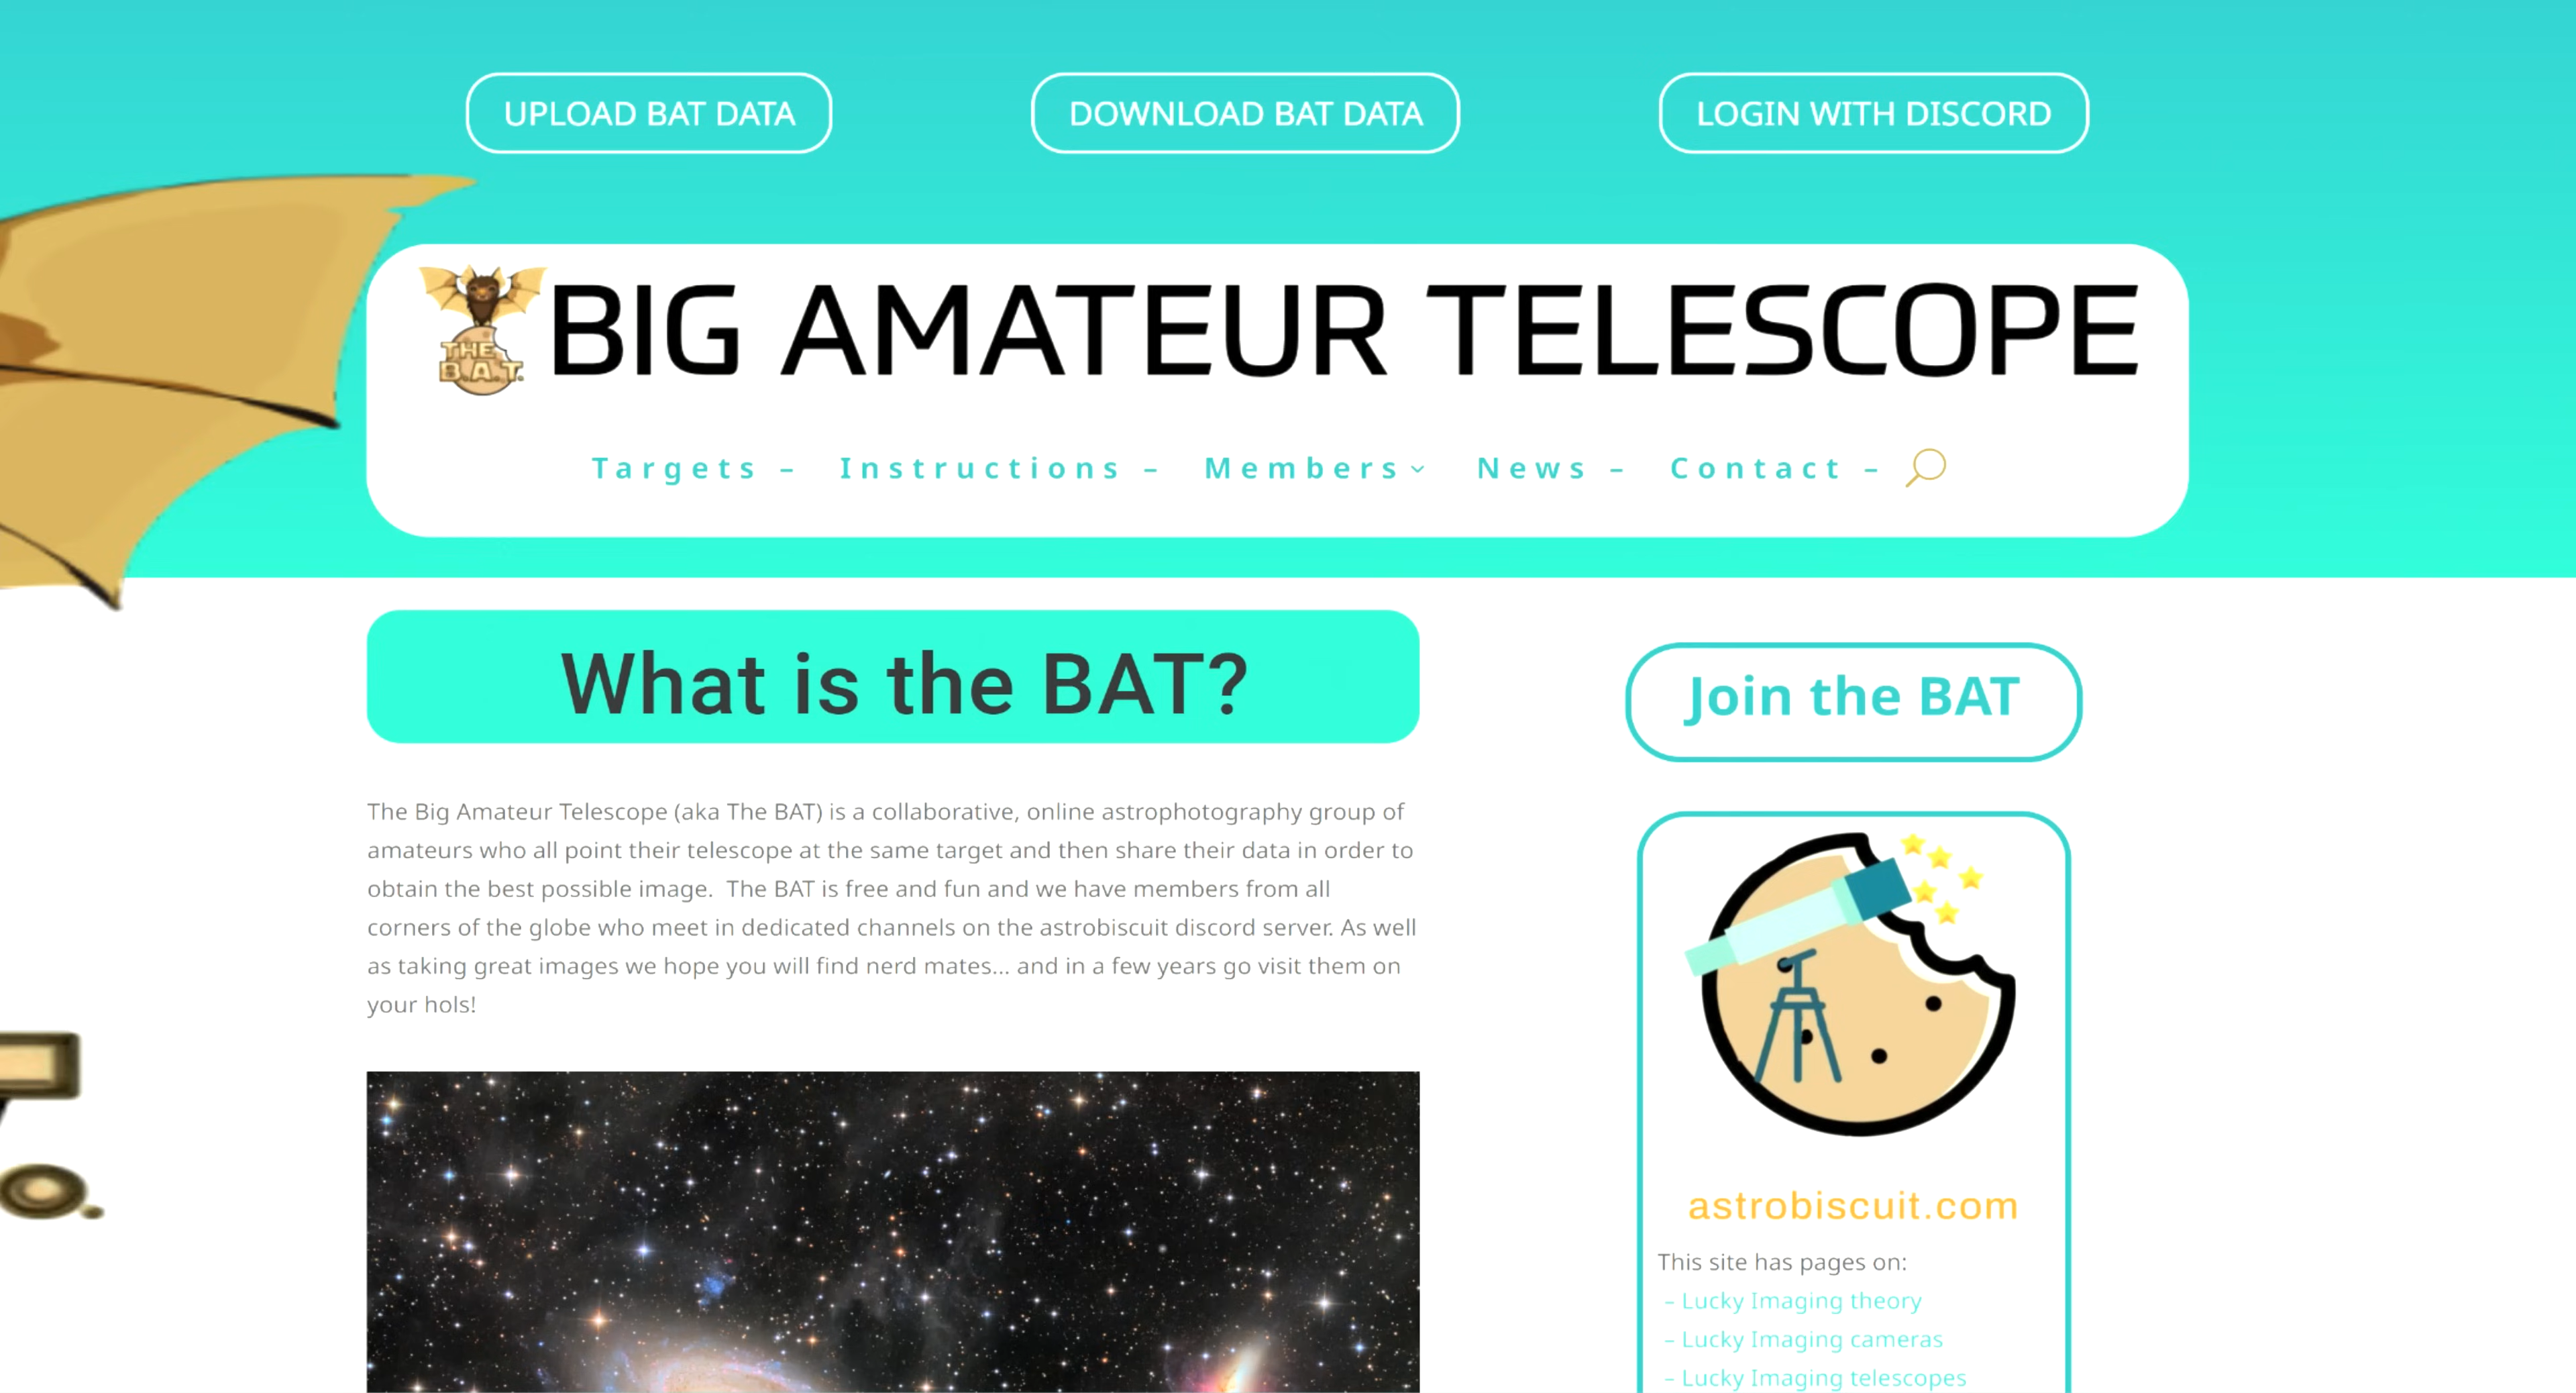 UPLOAD BAT DATA
DOWNLOAD BAT DATA
LOGIN WITH DISCORD
THE
B.A.T.
BIG AMATEUR TELESCOPE
Targets – Instructions – Members News – Contact –
What is the BAT?
The Big Amateur Telescope (aka The BAT) is a collaborative, online astrophotography group of
amateurs who all point their telescope at the same target and then share their data in order to
obtain the best possible image.  The BAT is free and fun and we have members from all
corners of the globe who meet in dedicated channels on the astrobiscuit discord server. As well
as taking great images we hope you will find nerd mates... and in a few years go visit them on
your hols!
Join the BAT
astrobiscuit.com
This site has pages on:
– Lucky Imaging theory
– Lucky Imaging cameras
– Lucky Imaging telescopes